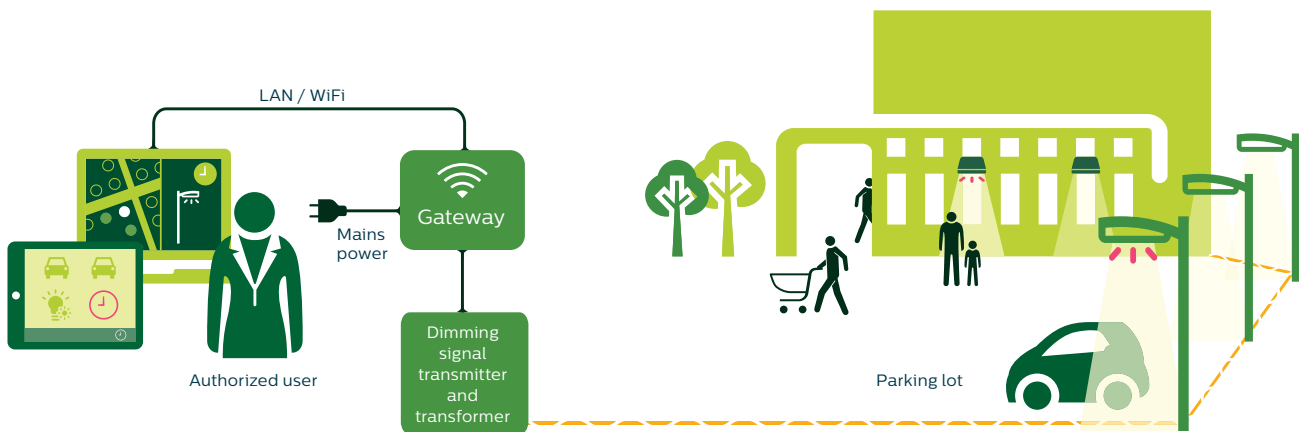 LAN / WiFi
Gateway
Mains
power
Dimming
signal
transmitter
and
transformer
Authorized user
Parking lot